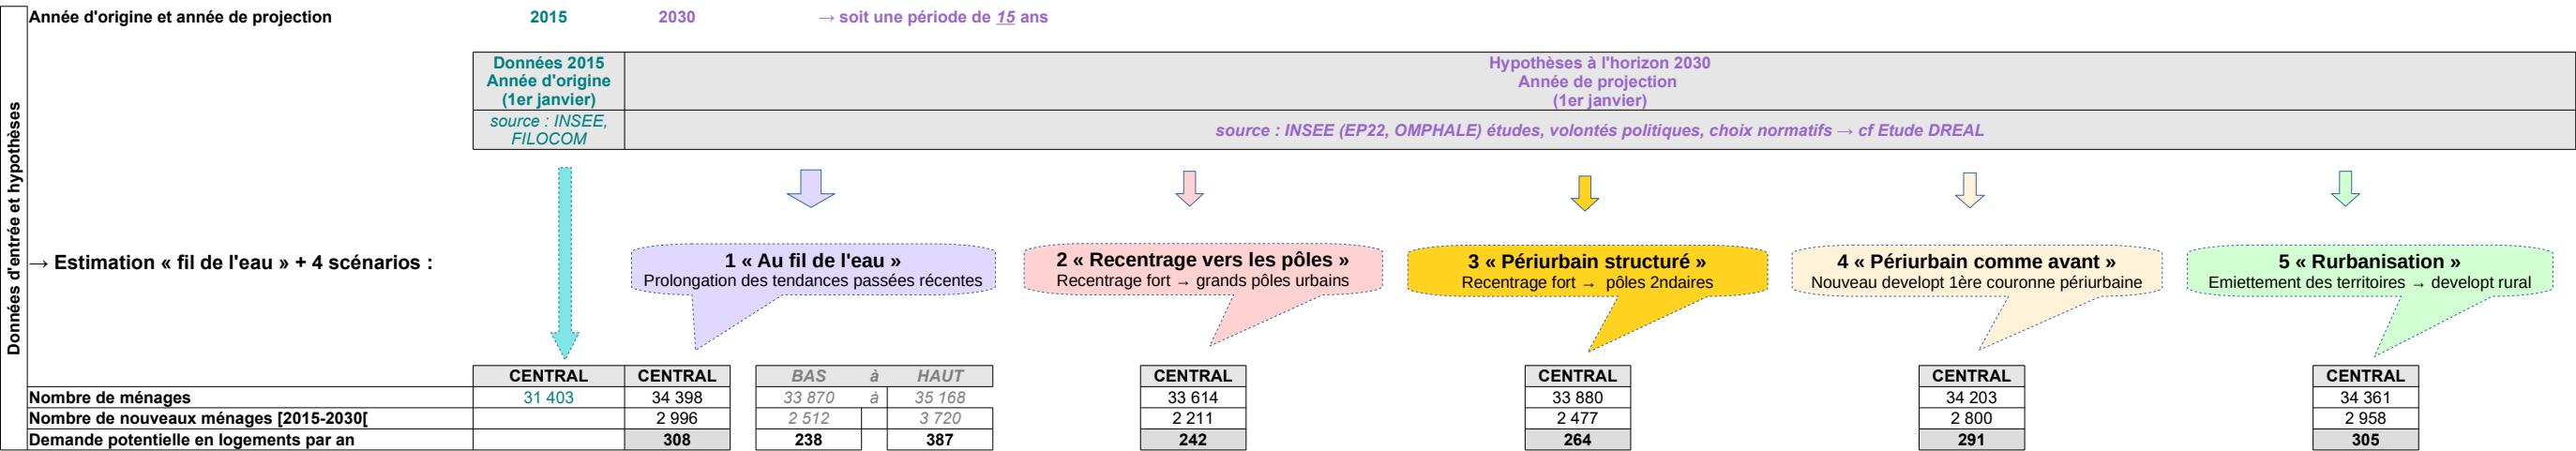 Année d'origine et année de projection 2015 2030 → soit une période de 15 ans
Données 2015
Année d'origine
(1er janvier)
Hypothèses à l'horizon 2030
Année de projection
(1er janvier)
source : INSEE,
FILOCOM
source : INSEE (EP22, OMPHALE) études, volontés politiques, choix normatifs → cf Etude DREAL
Données d'entrée et hypothèses
→ Estimation « fil de l'eau » + 4 scénarios :
1 « Au fil de l'eau »
Prolongation des tendances passées récentes
2 « Recentrage vers les pôles »
Recentrage fort → grands pôles urbains
3 « Périurbain structuré »
Recentrage fort → pôles 2ndaires
4 « Périurbain comme avant »
Nouveau developt 1ère couronne périurbaine
5 « Rurbanisation »
Emiettement des territoires → developt rural
CENTRAL CENTRAL BAS à HAUT CENTRAL CENTRAL CENTRAL CENTRAL
Nombre de ménages 31 403 34 398 33 870 à 35 168 33 614 33 880 34 203 34 361
Nombre de nouveaux ménages [2015-2030[ 2 996 2 512 3 720 2 211 2 477 2 800 2 958
Demande potentielle en logements par an 308 238 387 242 264 291 305